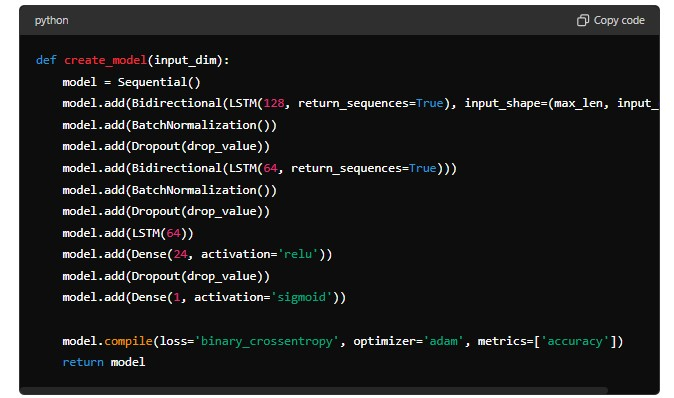 python
Copy code
def create_model(input_dim):
    model = Sequential()
    model.add(Bidirectional(LSTM(128, return_sequences=True), input_shape=(max_len, input_
    model.add(BatchNormalization())
    model.add(Dropout(drop_value))
    model.add(Bidirectional(LSTM(64, return_sequences=True)))
    model.add(BatchNormalization())
    model.add(Dropout(drop_value))
    model.add(LSTM(64))
    model.add(Dense(24, activation='relu'))
    model.add(Dropout(drop_value))
    model.add(Dense(1, activation='sigmoid'))
    model.compile(loss='binary_crossentropy', optimizer='adam', metrics=['accuracy'])
    return model